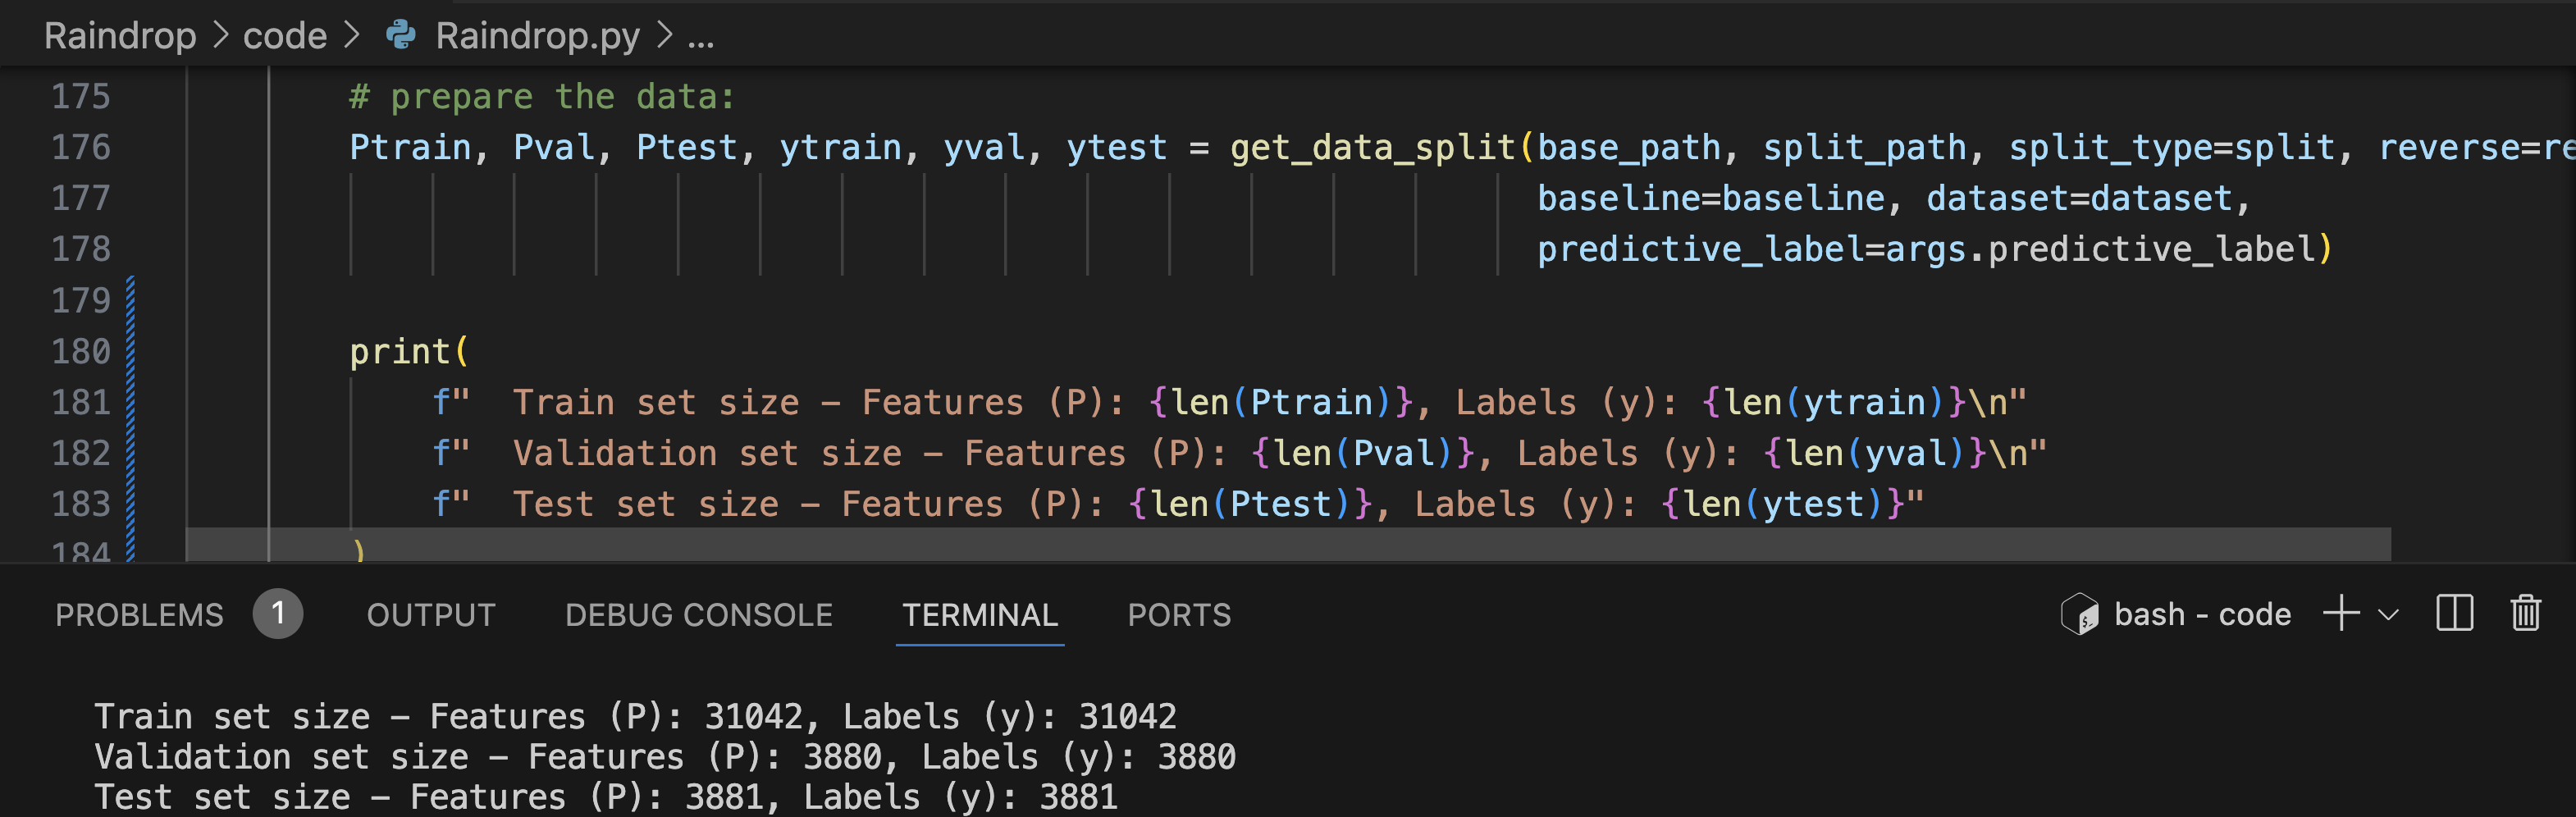 Raindrop > code > Raindrop.py > ...
175 # prepare the data:
176 Ptrain, Pval, Ptest, ytrain, yval, ytest = get_data_split(base_path, split_path, split_type=split, reverse=re
177 baseline=baseline, dataset=dataset,
178 predictive_label=args.predictive_label)
179
180 print(
181 f"  Train set size – Features (P): {len(Ptrain)}, Labels (y): {len(ytrain)}\n"
182 f"  Validation set size – Features (P): {len(Pval)}, Labels (y): {len(yval)}\n"
183 f"  Test set size – Features (P): {len(Ptest)}, Labels (y): {len(ytest)}"
184 )
PROBLEMS 1 OUTPUT DEBUG CONSOLE TERMINAL PORTS bash - code
Train set size – Features (P): 31042, Labels (y): 31042
Validation set size – Features (P): 3880, Labels (y): 3880
Test set size – Features (P): 3881, Labels (y): 3881